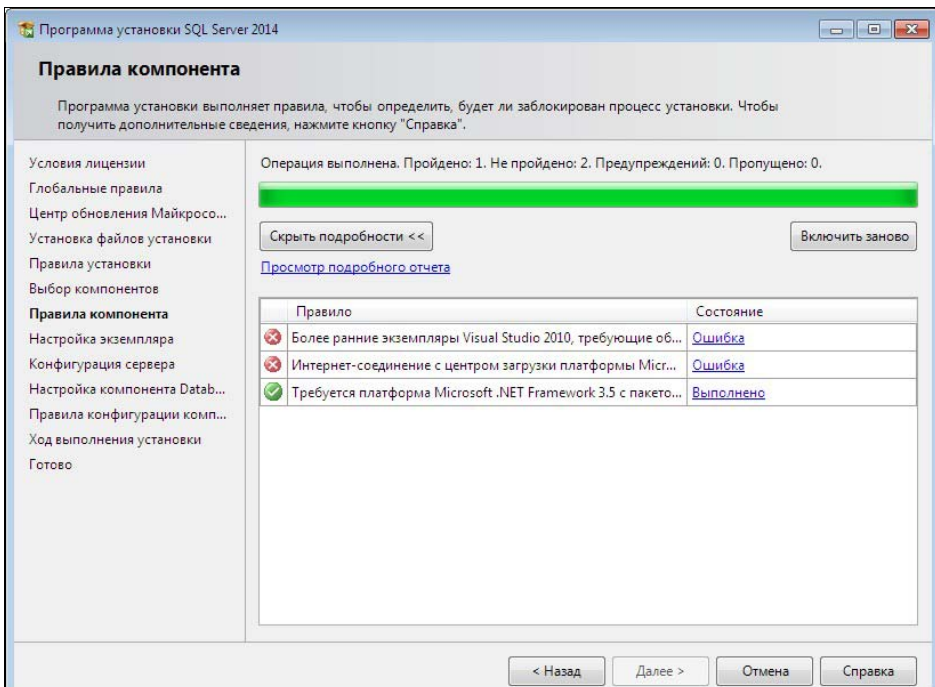 Программа установки SQL Server 2014
Правила компонента
Программа установки выполняет правила, чтобы определить, будет ли заблокирован процесс установки. Чтобы
получить дополнительные сведения, нажмите кнопку "Справка".
Условия лицензии
Глобальные правила
Центр обновления Майкросо...
Установка файлов установки
Правила установки
Выбор компонентов
Правила компонента
Настройка экземпляра
Конфигурация сервера
Настройка компонента Datab...
Правила конфигурации комп...
Ход выполнения установки
Готово
Операция выполнена. Пройдено: 1. Не пройдено: 2. Предупреждений: 0. Пропущено: 0.
Скрыть подробности <<
Включить заново
Просмотр подробного отчета
Правило Состояние
Более ранние экземпляры Visual Studio 2010, требующие об... Ошибка
Интернет-соединение с центром загрузки платформы Micr... Ошибка
Требуется платформа Microsoft .NET Framework 3.5 с пакето... Выполнено
< Назад
Далее >
Отмена
Справка